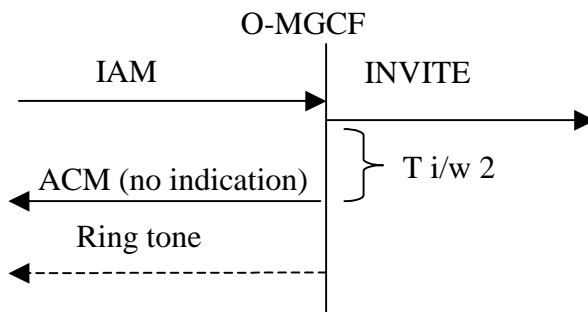 O-MGCF
IAM
INVITE
T i/w 2
ACM (no indication)
Ring tone